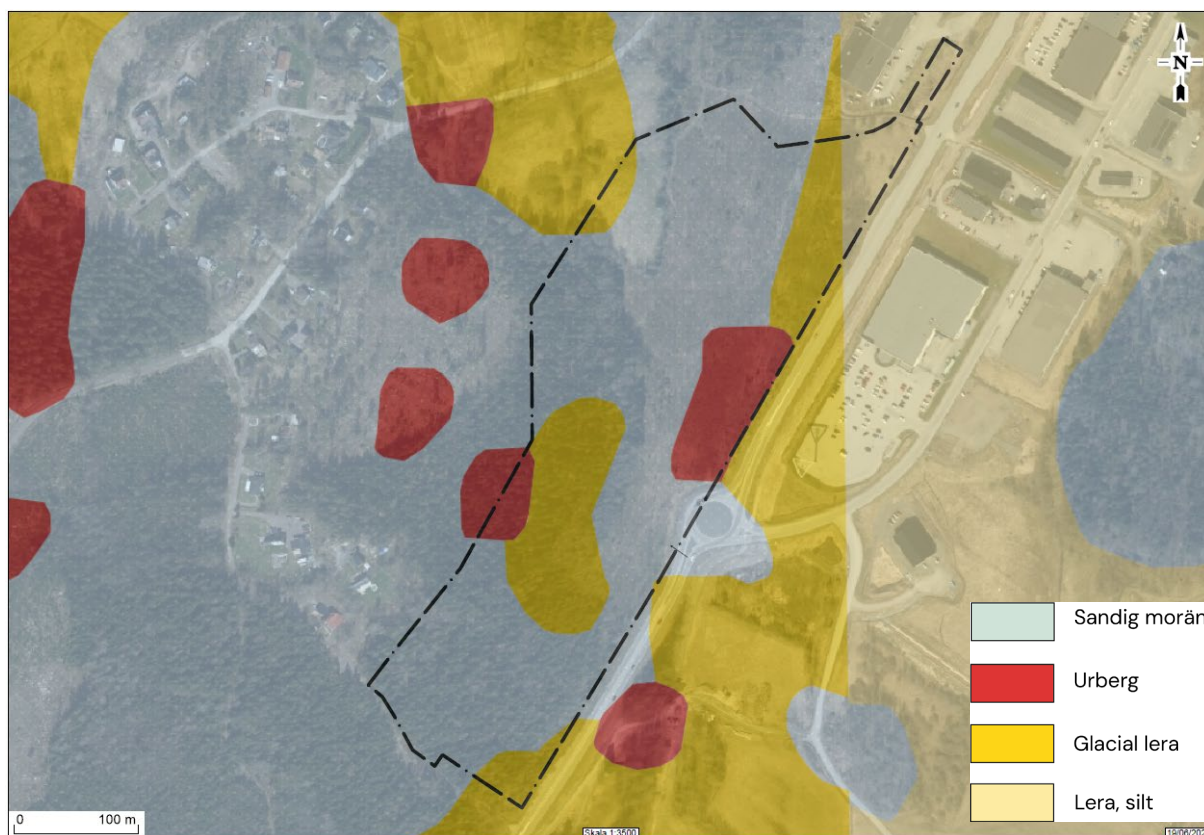 N
Sandig morän
Urberg
Glacial lera
Lera, silt
0 100 m
Skala 1:3500